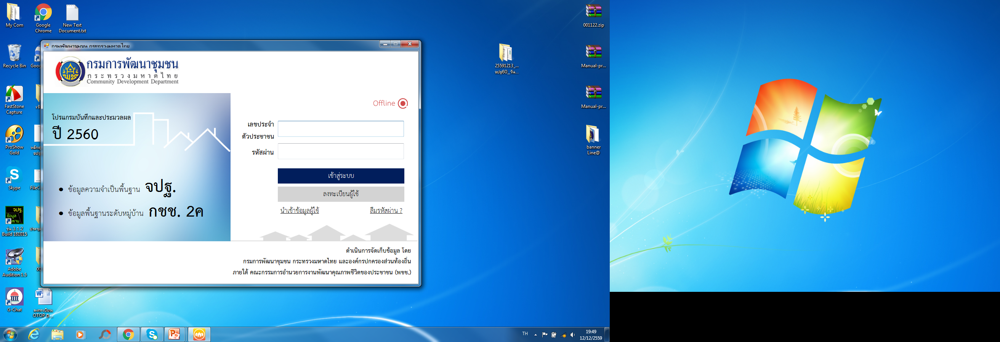 My Com
Google Chrome
New Text Document.txt
001122.zip
กรมพัฒนาชุมชน กระทรวงมหาดไทย
กรมการพัฒนาชุมชน
กระทรวงมหาดไทย
Community Development Department
Recycle Bin
25591213_...
จปฐ60_วัน...
Manual-pr...
FastStone Capture
Manual-pr...
Offline
โปรแกรมบันทึกและประมวลผล
ปี 2560
เลขประจำ
ตัวประชาชน
รหัสผ่าน
ProShow Gold
banner Line@
เข้าสู่ระบบ
ลงทะเบียนผู้ใช้
นำเข้าข้อมูลผู้ใช้
ลืมรหัสผ่าน ?
Skype
● ข้อมูลความจำเป็นพื้นฐาน จปฐ.
● ข้อมูลพื้นฐานระดับหมู่บ้าน กชช. 2ค
จปฐ.
ข้อมูล
รุ่น 3.1.2
Build 181015
ดำเนินการจัดเก็บข้อมูล โดย
กรมการพัฒนาชุมชน กระทรวงมหาดไทย และองค์กรปกครองส่วนท้องถิ่น
ภายใต้ คณะกรรมการอำนวยการงานพัฒนาคุณภาพชีวิตของประชาชน (พชช.)
Adobe Audition 1.5
G-Chat
ลงทะเบียน
OTOP ปี...
TH
19:49
12/12/2559